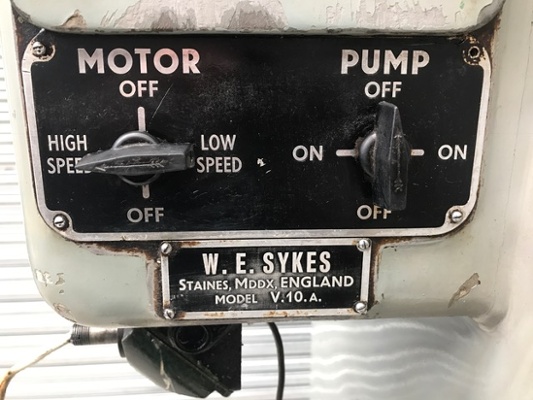 MOTOR
OFF
HIGH
SPEED
LOW
SPEED
OFF
PUMP
OFF
ON
ON
OFF
W. E. SYKES
STAINES, MDDX, ENGLAND
MODEL V.10.A.